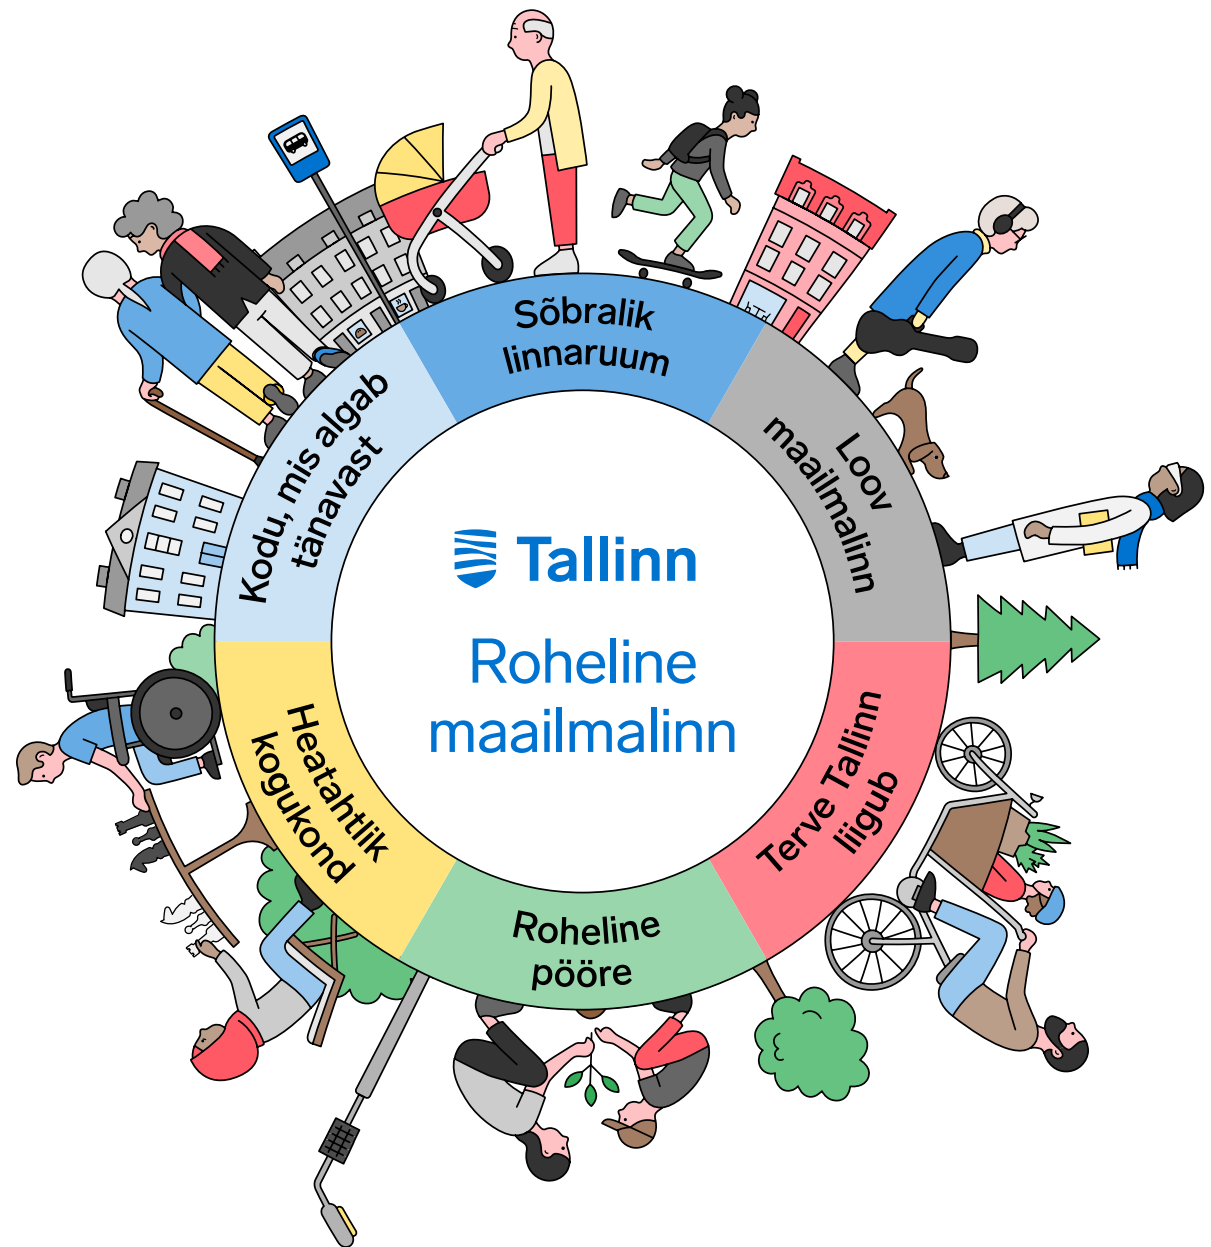 Sõbralik
linnaruum
Loov
maailmalinn
Terve Tallinn
liigub
Roheline
pööre
Heatahtlik
kogukond
Kodu, mis algab
tänavast
Tallinn
Roheline
maailmalinn